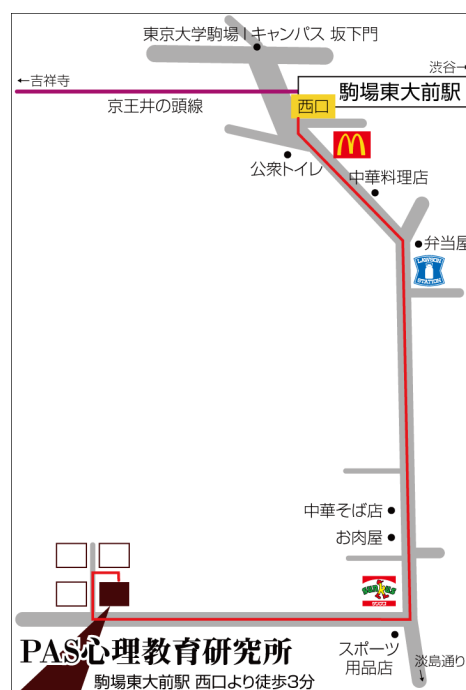 東京大学駒場Ⅰキャンパス 坂下門
←吉祥寺
渋谷→
駒場東大前駅
京王井の頭線
西口
公衆トイレ
中華料理店
弁当屋
LAWSON
STATION
中華そば店
お肉屋
サンクス
スポーツ
用品店
淡島通り
PAS心理教育研究所
駒場東大前駅 西口より徒歩3分